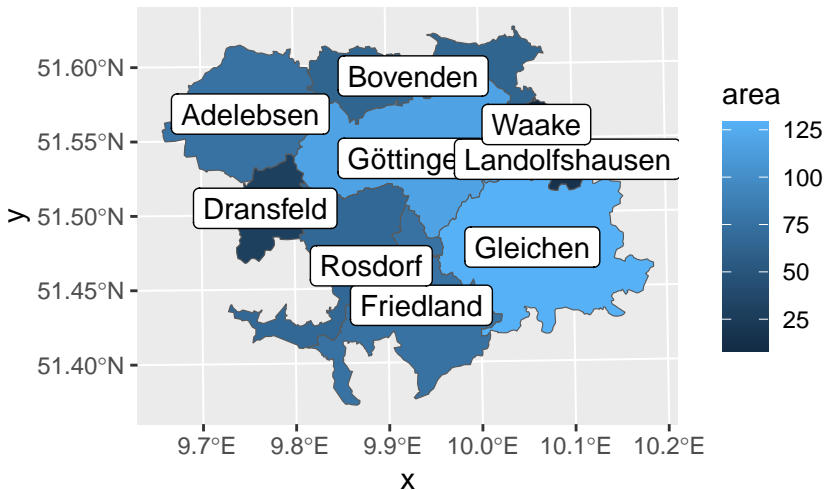 51.60°N
51.55°N
51.50°N
51.45°N
51.40°N
y
Bovenden
Adelebsen
Waake
Göttinge
Landolfshausen
Dransfeld
Gleichen
Rosdorf
Friedland
9.7°E
9.8°E
9.9°E
10.0°E
10.1°E
10.2°E
x
area
125
100
75
50
25